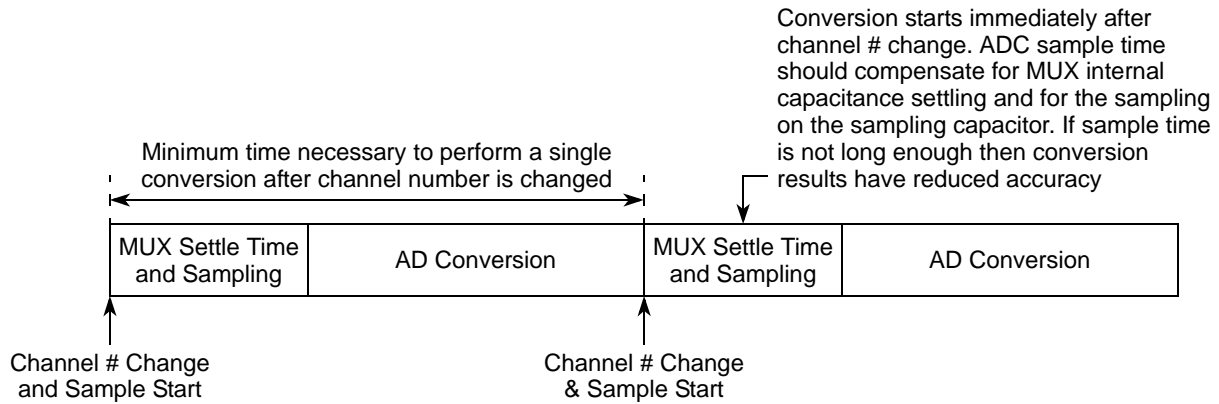 Conversion starts immediately after
channel # change. ADC sample time
should compensate for MUX internal
capacitance settling and for the sampling
on the sampling capacitor. If sample time
is not long enough then conversion
results have reduced accuracy
Minimum time necessary to perform a single
conversion after channel number is changed
MUX Settle Time
and Sampling
AD Conversion
MUX Settle Time
and Sampling
AD Conversion
Channel # Change
and Sample Start
Channel # Change
& Sample Start